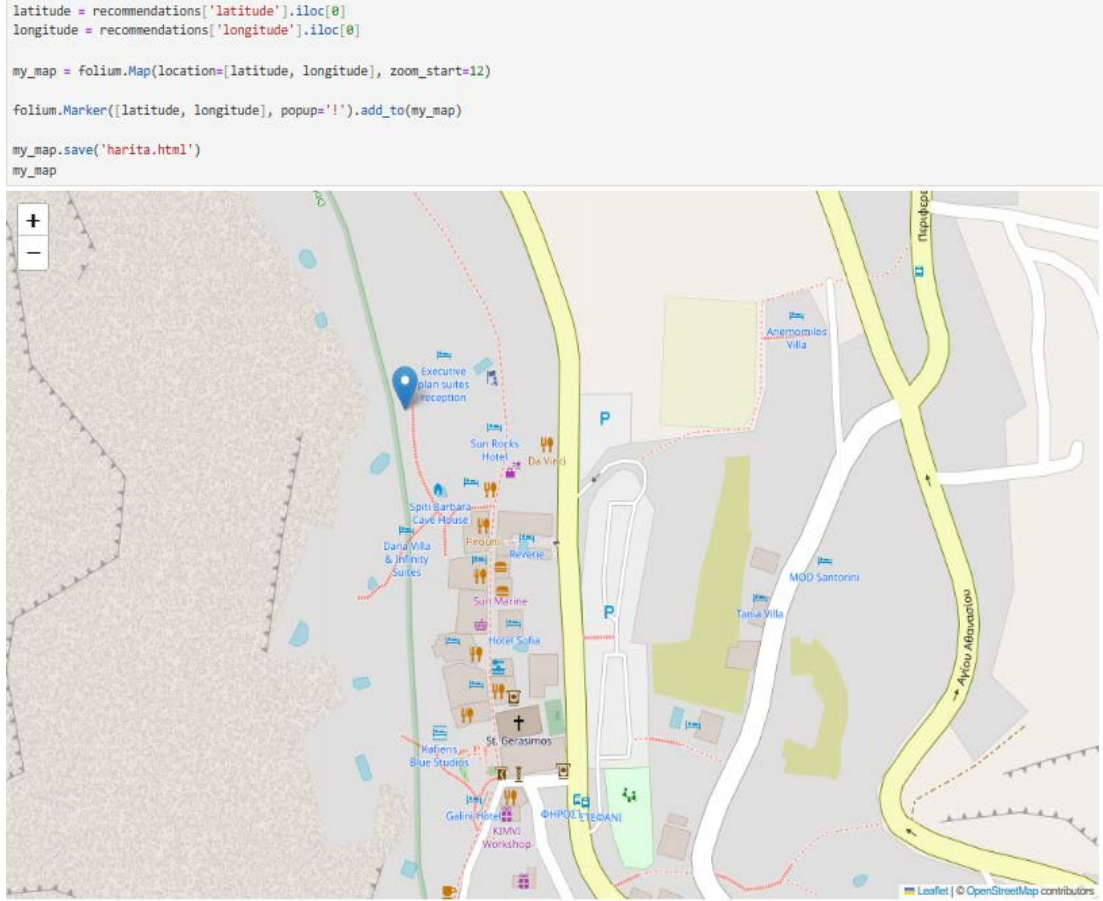 latitude = recommendations['latitude'].iloc[0]
longitude = recommendations['longitude'].iloc[0]
my_map = folium.Map(location=[latitude, longitude], zoom_start=12)
folium.Marker([latitude, longitude], popup='!').add_to(my_map)
my_map.save('harita.html')
my_map
+
−
Περιφερε
Anemomilos
Villa
Executive
plan suites
reception
P
Sun Rocks
Hotel
Da Vinci
Spiti Barbara
Cave House
Pirouni
Dana Villa
& Infinity
Suites
Reverie
MOD Santorini
Sun Marine
Tania Villa
P
Hotel Sofia
Αγίου Αθανασίου
St. Gerasimos
Kafieris
Blue Studios
P
Galini Hotel
KIMVI
Workshop
Leaflet | © OpenStreetMap contributors